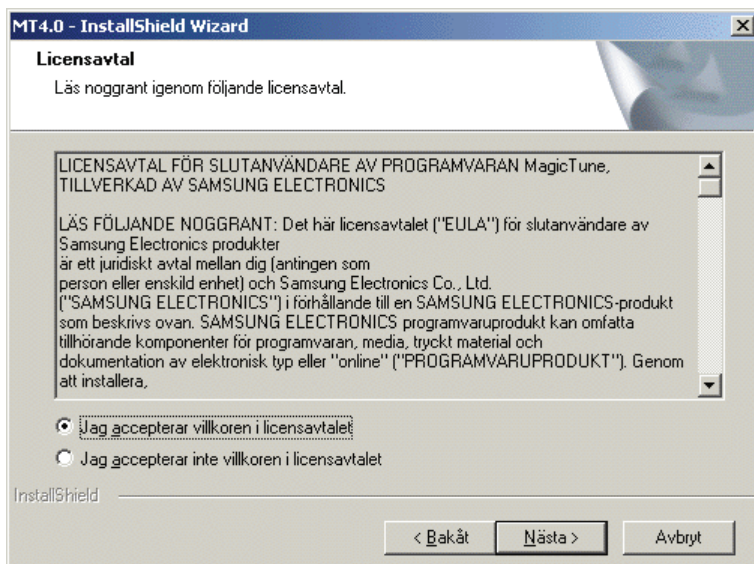 MT4.0 - InstallShield Wizard
Licensavtal
Läs noggrant igenom följande licensavtal.
LICENSAVTAL FÖR SLUTANVÄNDARE AV PROGRAMVARAN MagicTune,
TILLVERKAD AV SAMSUNG ELECTRONICS
LÄS FÖLJANDE NOGGRANT: Det här licensavtalet ("EULA") för slutanvändare av
Samsung Electronics produkter
är ett juridiskt avtal mellan dig (antingen som
person eller enskild enhet) och Samsung Electronics Co., Ltd.
("SAMSUNG ELECTRONICS") i förhållande till en SAMSUNG ELECTRONICS-produkt
som beskrivs ovan. SAMSUNG ELECTRONICS programvaruprodukt kan omfatta
tillhörande komponenter för programvaran, media, tryckt material och
dokumentation av elektronisk typ eller "online" ("PROGRAMVARUPRODUKT"). Genom
att installera,
Jag accepterar villkoren i licensavtalet
Jag accepterar inte villkoren i licensavtalet
InstallShield
< Bakåt
Nästa >
Avbryt